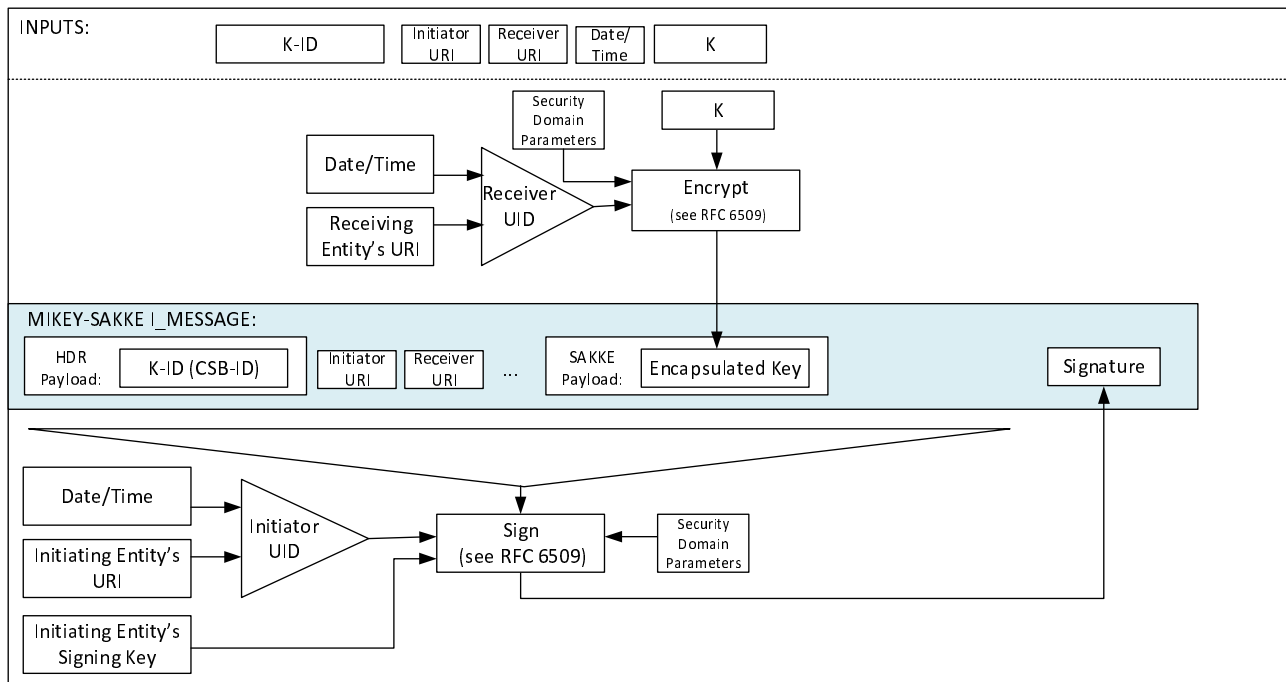 INPUTS:
K-ID
Initiator
URI
Receiver
URI
Date/
Time
K
Security
Domain
Parameters
K
Date/Time
Receiving
Entity's URI
Receiver
UID
Encrypt
(see RFC 6509)
MIKEY-SAKKE I_MESSAGE:
HDR
Payload:
K-ID (CSB-ID)
Initiator
URI
Receiver
URI
...
SAKKE
Payload:
Encapsulated Key
Signature
Date/Time
Initiating Entity's
URI
Initiator
UID
Sign
(see RFC 6509)
Security
Domain
Parameters
Initiating Entity's
Signing Key